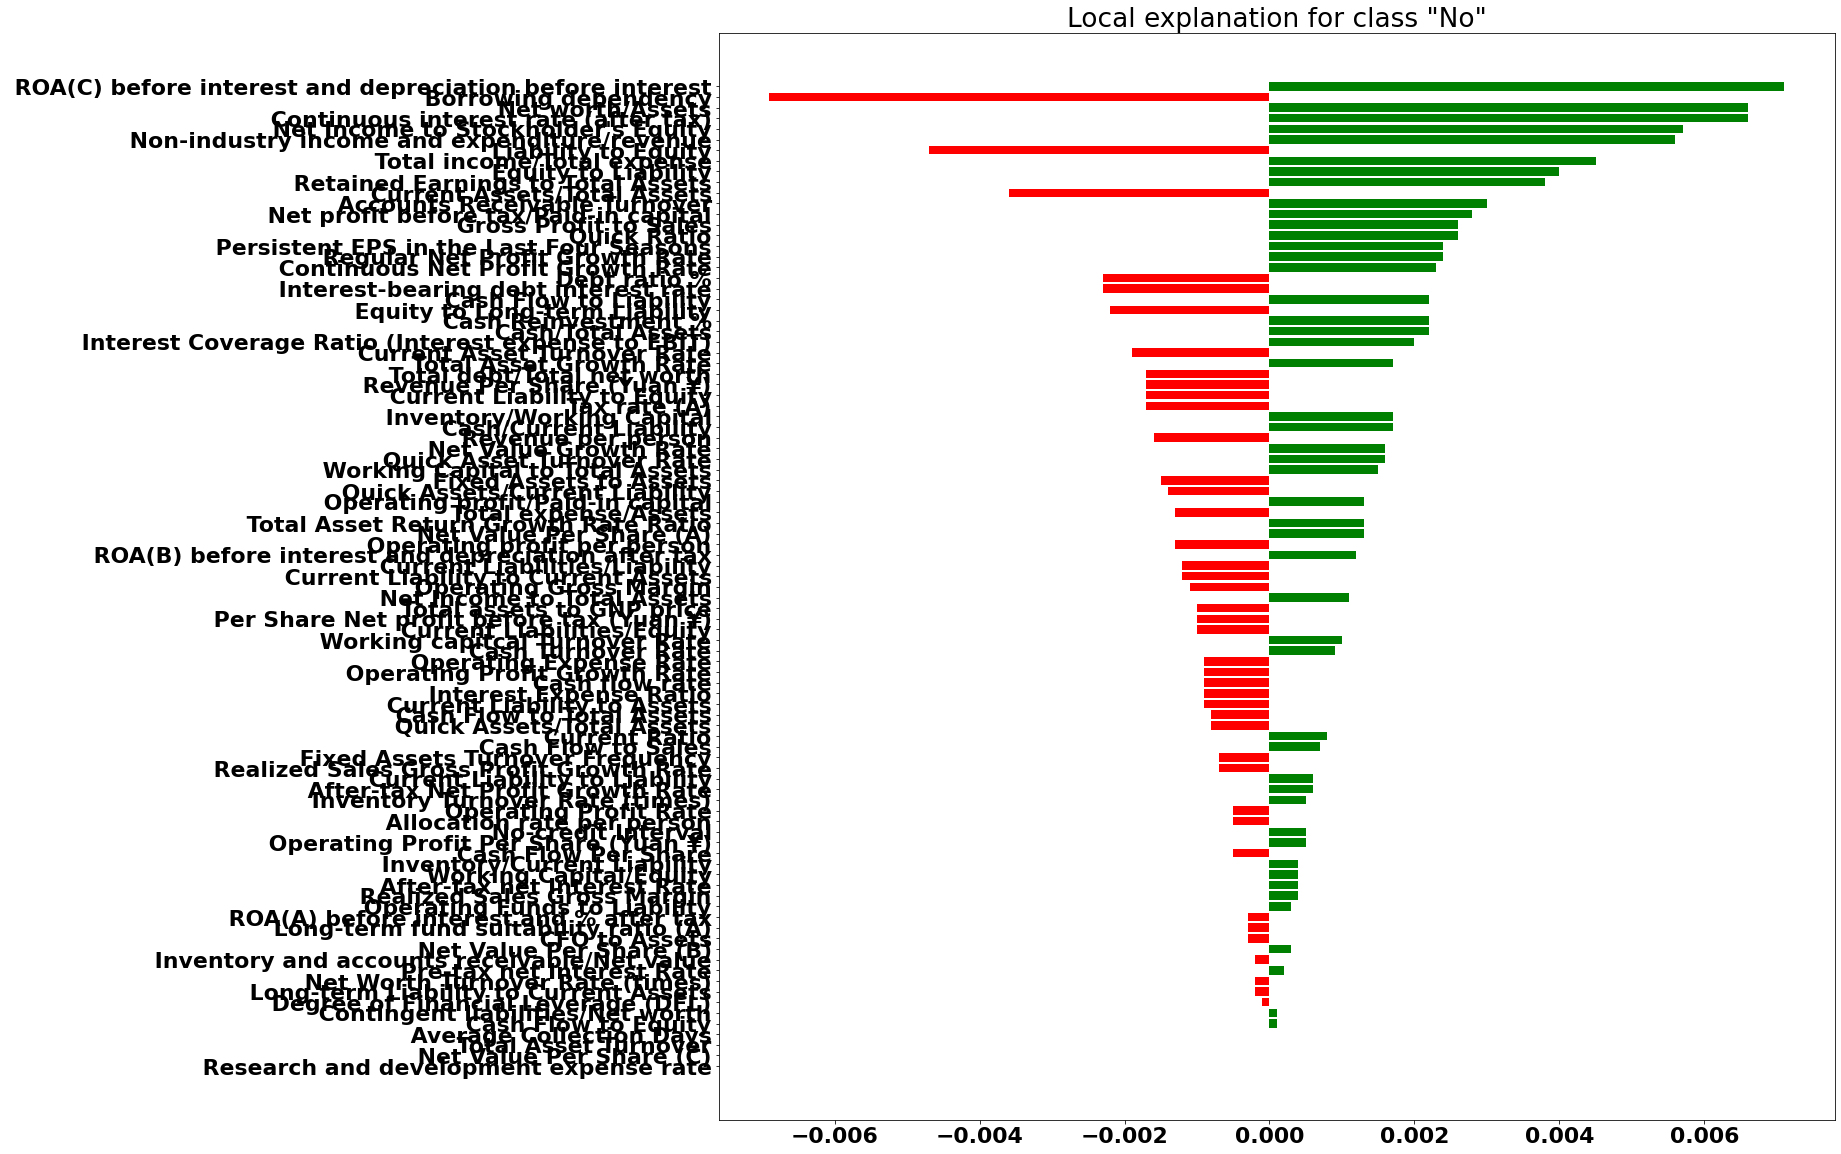 Local explanation for class "No"
ROA(C) before interest and depreciation before interest
Borrowing dependency
Net worth/Assets
Continuous interest rate (after tax)
Net Income to Stockholder's Equity
Non-industry income and expenditure/revenue
Liability to Equity
Total income/Total expense
Equity to Liability
Retained Earnings to Total Assets
Current Assets/Total Assets
Accounts Receivable Turnover
Net profit before tax/Paid-in capital
Gross Profit to Sales
Quick Ratio
Persistent EPS in the Last Four Seasons
Regular Net Profit Growth Rate
Continuous Net Profit Growth Rate
Debt ratio %
Interest-bearing debt interest rate
Cash Flow to Liability
Equity to Long-term Liability
Cash Reinvestment %
Cash/Total Assets
Interest Coverage Ratio (Interest expense to EBIT)
Current Asset Turnover Rate
Total Asset Growth Rate
Total debt/Total net worth
Revenue Per Share (Yuan ¥)
Current Liability to Equity
Tax rate (A)
Inventory/Working Capital
Cash/Current Liability
Revenue per person
Net Value Growth Rate
Quick Asset Turnover Rate
Working Capital to Total Assets
Fixed Assets to Assets
Quick Assets/Current Liability
Operating profit/Paid-in capital
Total expense/Assets
Total Asset Return Growth Rate Ratio
Net Value Per Share (A)
Operating profit per person
ROA(B) before interest and depreciation after tax
Current Liabilities/Liability
Current Liability to Current Assets
Operating Gross Margin
Net Income to Total Assets
Total assets to GNP price
Per Share Net profit before tax (Yuan ¥)
Current Liabilities/Equity
Working capitcal Turnover Rate
Cash Turnover Rate
Operating Expense Rate
Operating Profit Growth Rate
Cash flow rate
Interest Expense Ratio
Current Liability to Assets
Cash Flow to Total Assets
Quick Assets/Total Assets
Current Ratio
Cash Flow to Sales
Fixed Assets Turnover Frequency
Realized Sales Gross Profit Growth Rate
Current Liability to Liability
After-tax Net Profit Growth Rate
Inventory Turnover Rate (times)
Operating Profit Rate
Allocation rate per person
No-credit Interval
Operating Profit Per Share (Yuan ¥)
Cash Flow Per Share
Inventory/Current Liability
Working Capital/Equity
After-tax net Interest Rate
Realized Sales Gross Margin
Operating Funds to Liability
ROA(A) before interest and % after tax
Long-term fund suitability ratio (A)
CFO to Assets
Net Value Per Share (B)
Inventory and accounts receivable/Net value
Pre-tax net Interest Rate
Net Worth Turnover Rate (times)
Long-term Liability to Current Assets
Degree of Financial Leverage (DFL)
Contingent liabilities/Net worth
Cash Flow to Equity
Average Collection Days
Total Asset Turnover
Net Value Per Share (C)
Research and development expense rate
−0.006 −0.004 −0.002 0.000 0.002 0.004 0.006